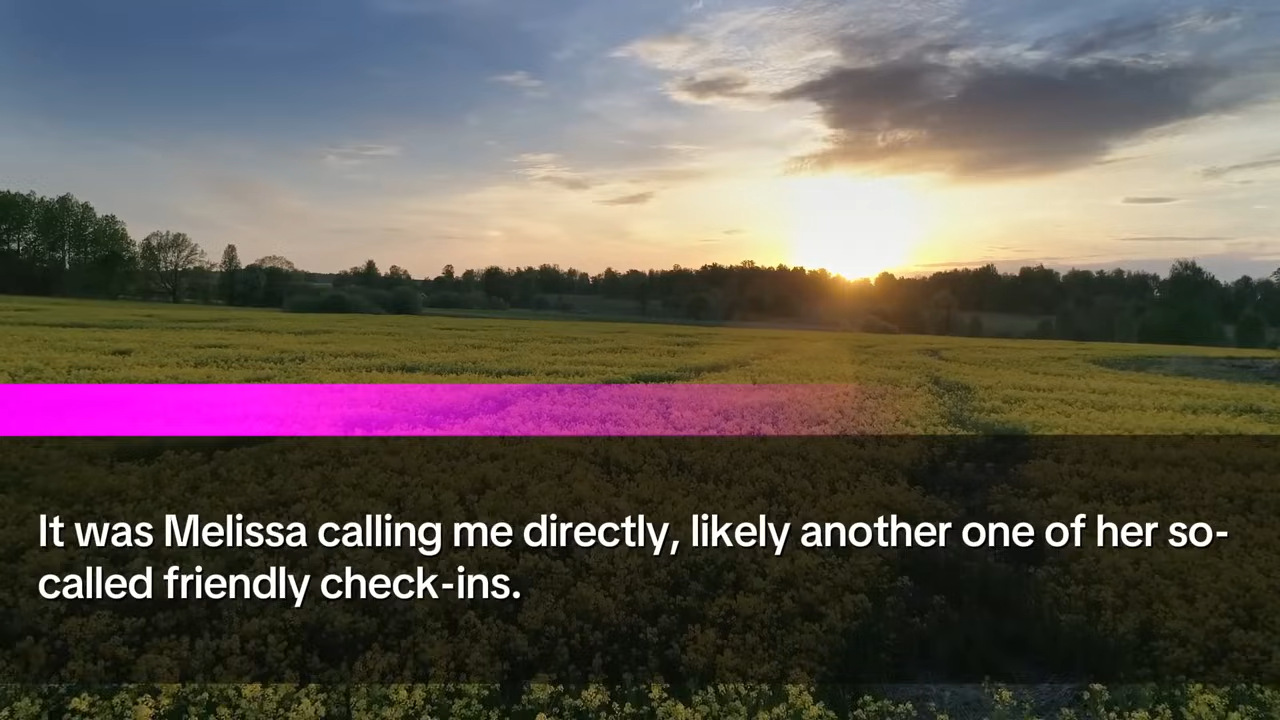 It was Melissa calling me directly, likely another one of her so-
called friendly check-ins.